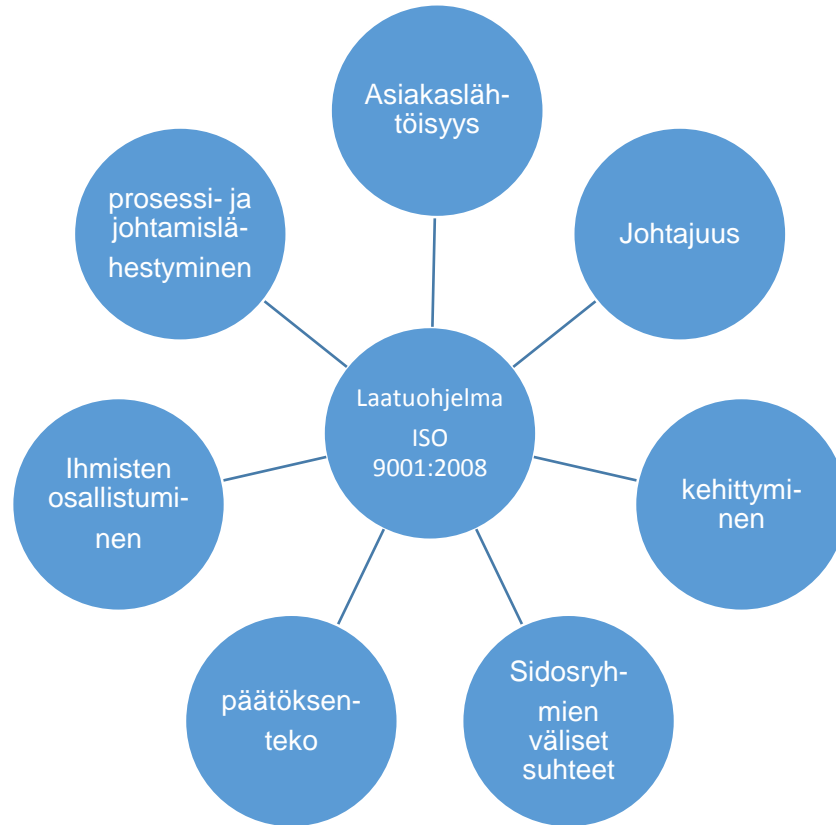 Asiakasläh-
töisyys
Johtajuus
kehittymi-
nen
Sidosryh-
mien
väliset
suhteet
päätöksen-
teko
Ihmisten
osallistumi-
nen
prosessi- ja
johtamislä-
hestyminen
Laatuohjelma
ISO
9001:2008